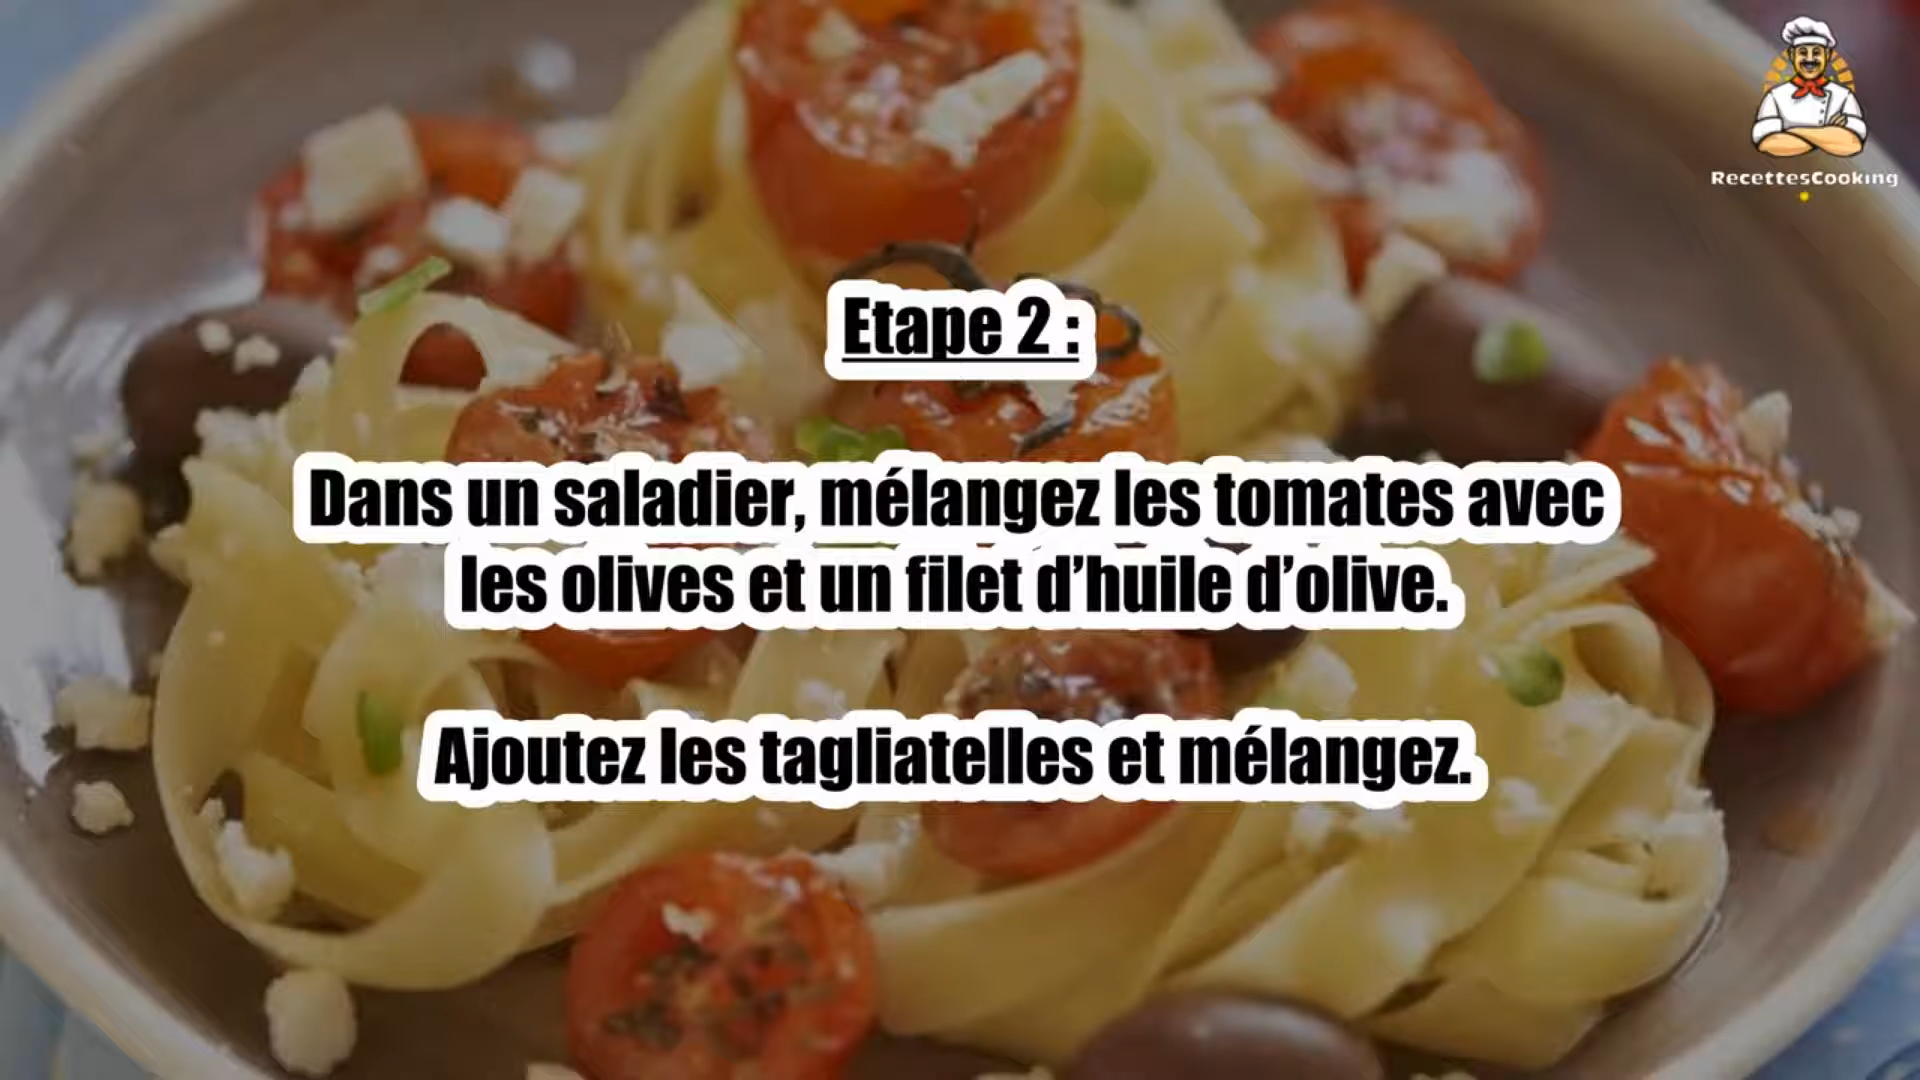 RecettesCooking
Etape 2 :
Dans un saladier, mélangez les tomates avec
les olives et un filet d’huile d’olive.
Ajoutez les tagliatelles et mélangez.